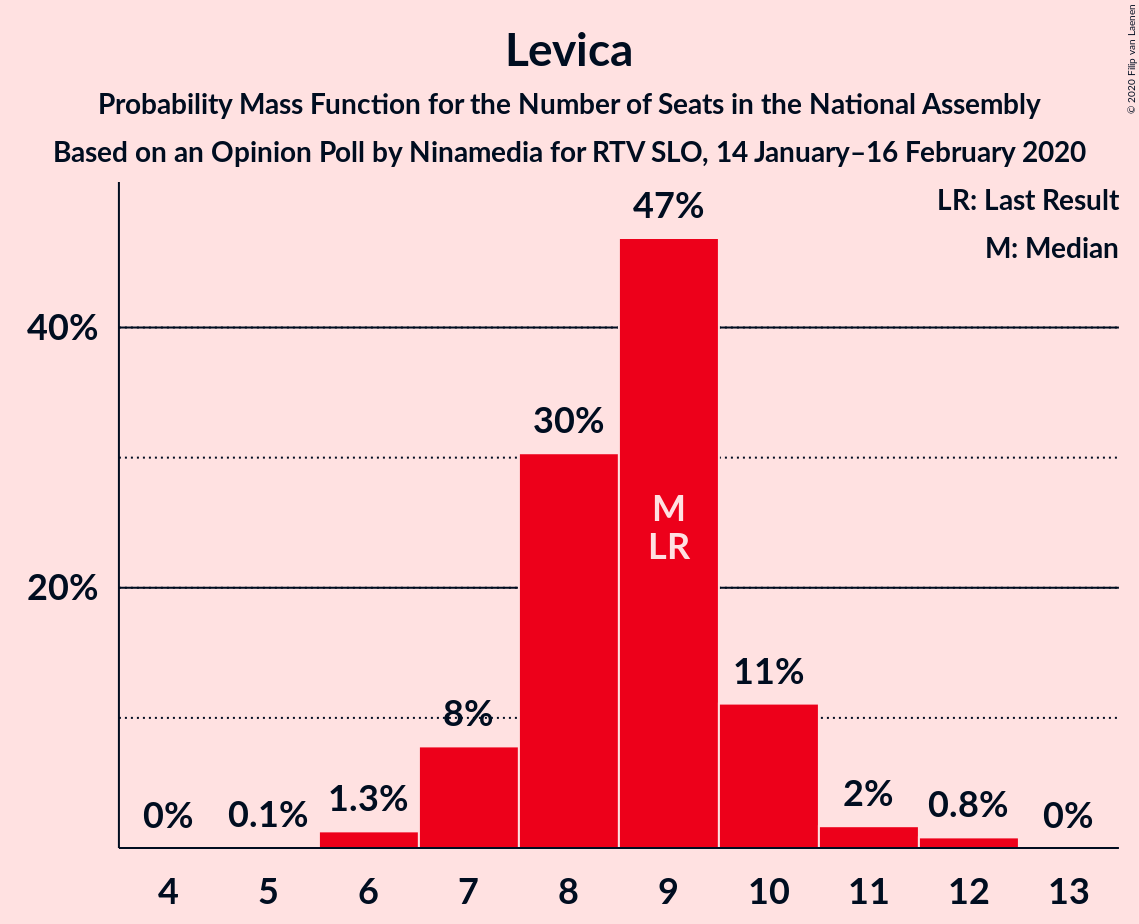 Levica
Probability Mass Function for the Number of Seats in the National Assembly
Based on an Opinion Poll by Ninamedia for RTV SLO, 14 January–16 February 2020
© 2020 Filip van Laenen
LR: Last Result
M: Median
47%
40%
30%
M
LR
20%
11%
8%
0%
0.1%
1.3%
2%
0.8%
0%
4 5 6 7 8 9 10 11 12 13